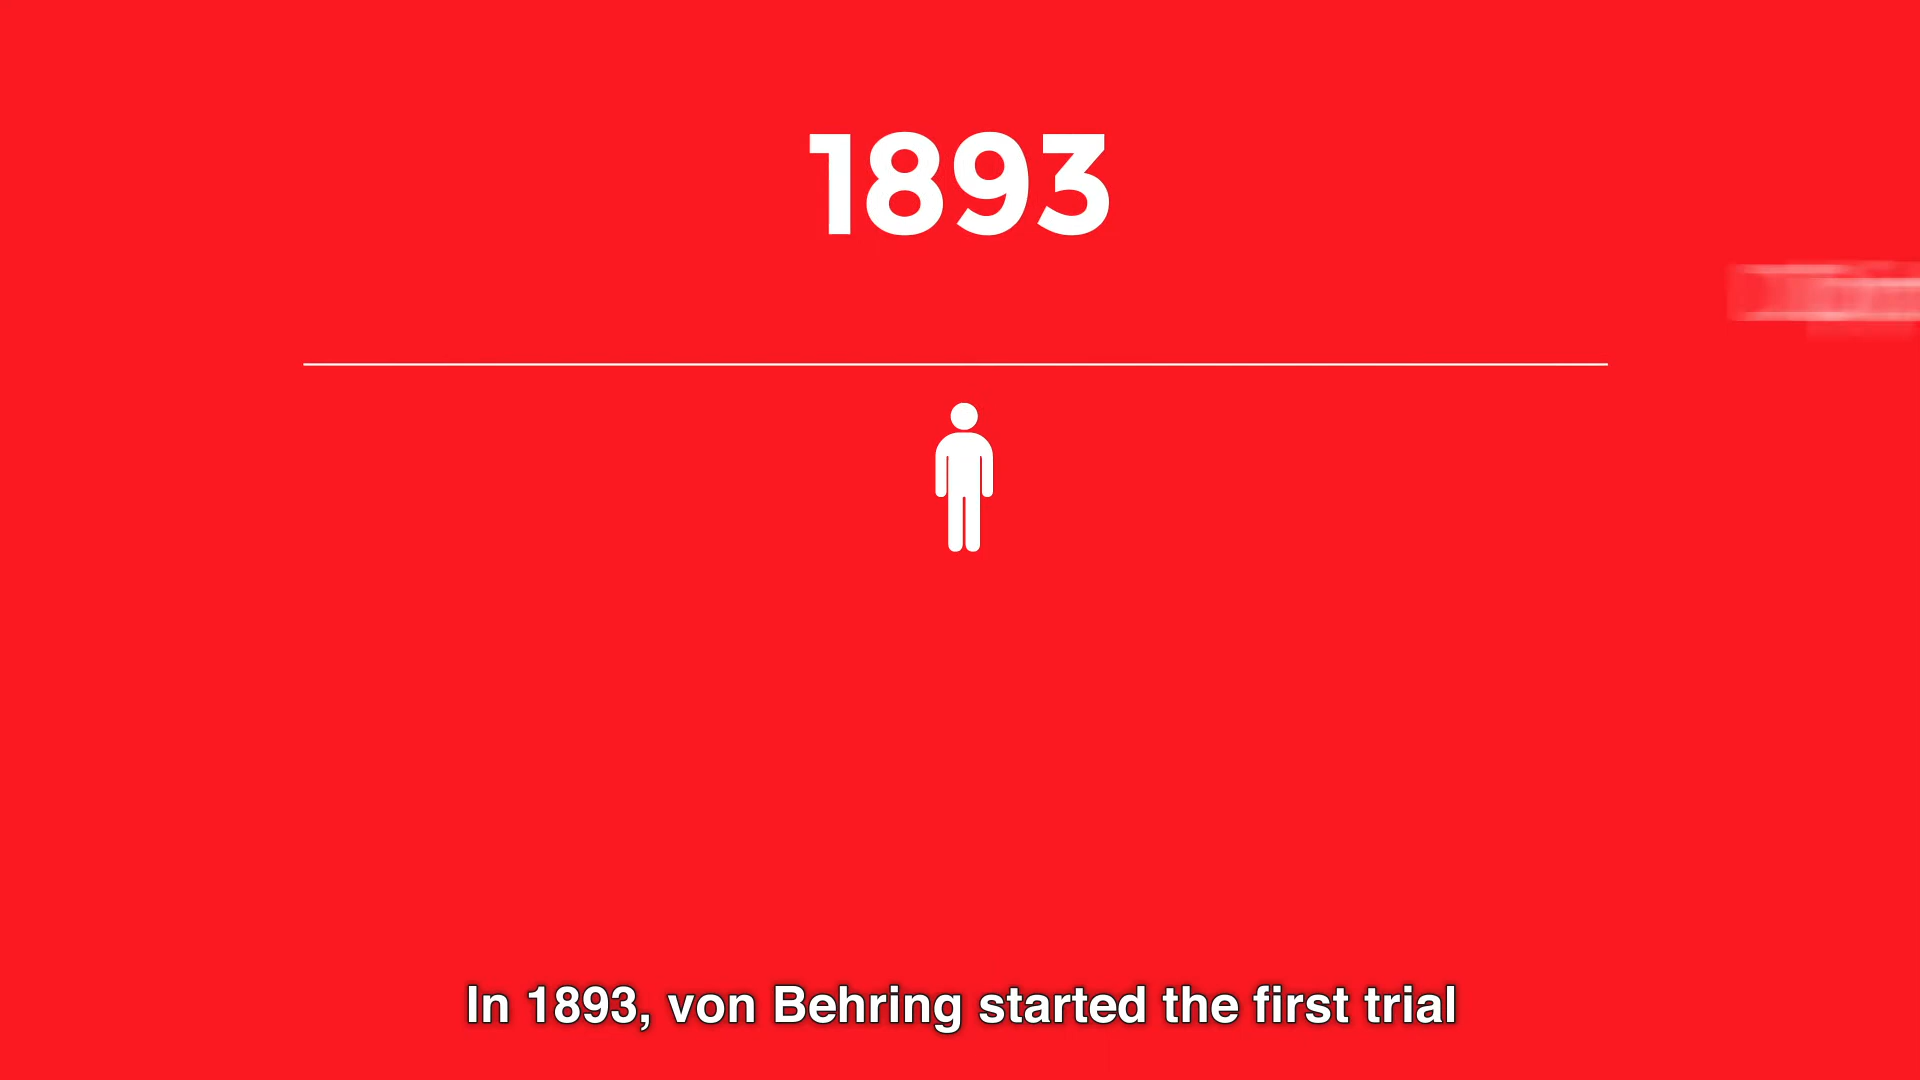 1893
In 1893, von Behring started the first trial